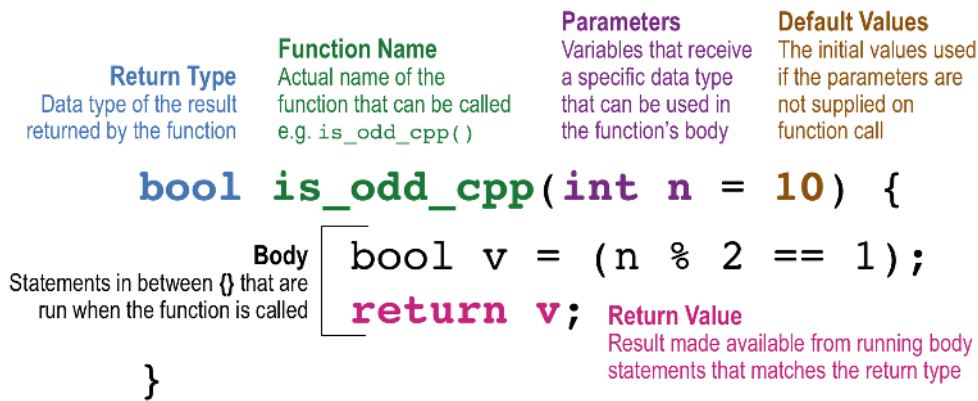 Return Type
Data type of the result
returned by the function
Function Name
Actual name of the
function that can be called
e.g. is_odd_cpp()
Parameters
Variables that receive
a specific data type
that can be used in
the function's body
Default Values
The initial values used
if the parameters are
not supplied on
function call
bool is_odd_cpp(int n = 10) {
Body
Statements in between {} that are
run when the function is called
bool v = (n % 2 == 1);
return v;
Return Value
Result made available from running body
statements that matches the return type
}